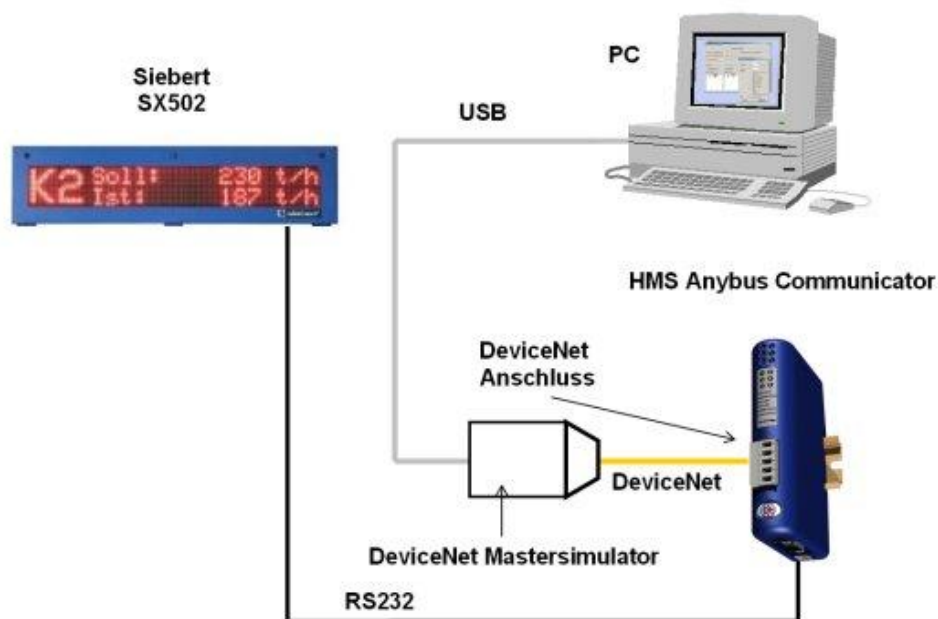 Siebert
SX502
PC
USB
K2 Soll: 230 t/h
Ist: 187 t/h
HMS Anybus Communicator
DeviceNet
Anschluss
DeviceNet
DeviceNet Mastersimulator
RS232